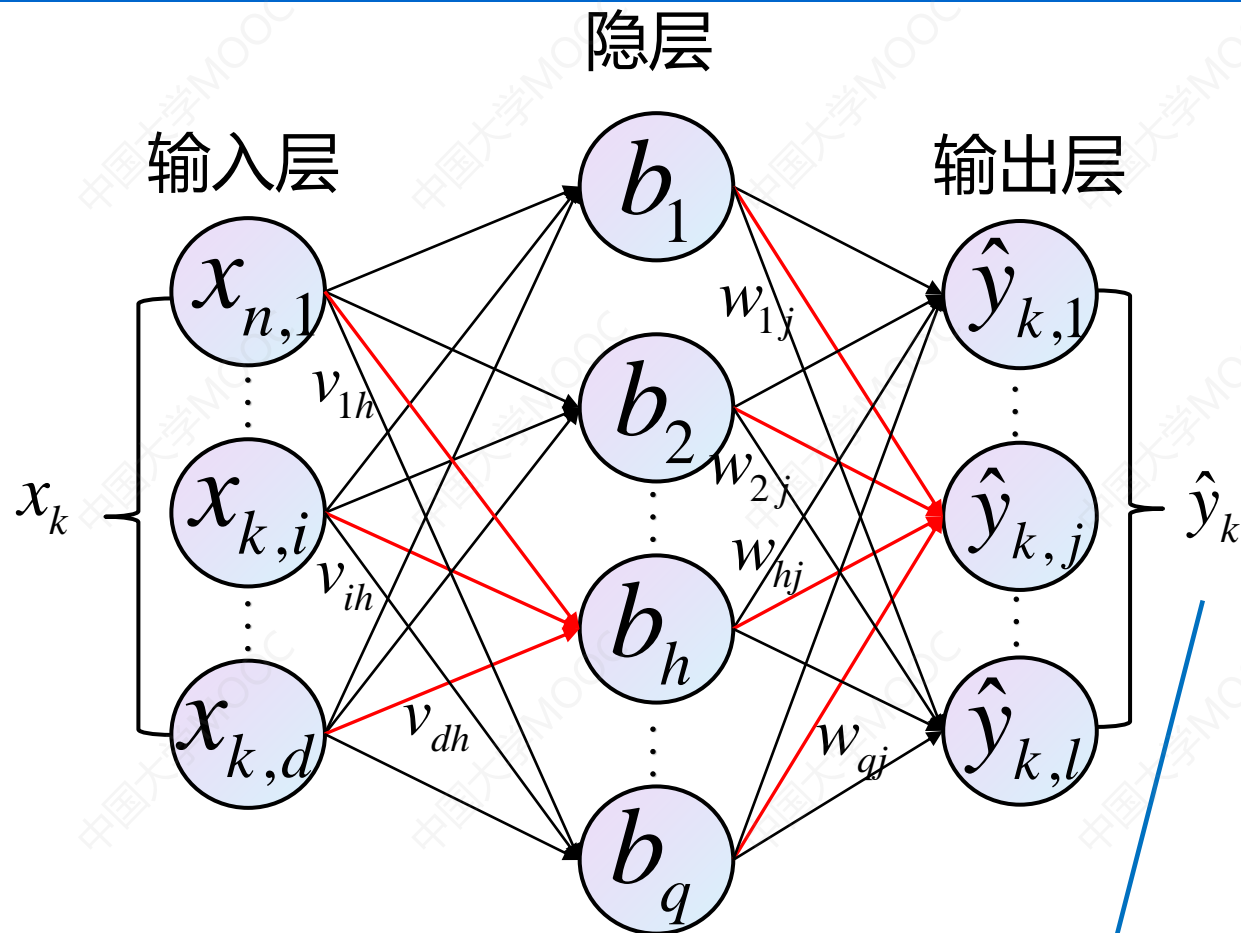 隐层
输入层
输出层
b_1
x_{n,1}
ŷ_{k,1}
w_{1j}
v_{1h}
b_2
w_{2j}
x_k
x_{k,i}
ŷ_{k,j}
ŷ_k
w_{hj}
v_{ih}
b_h
x_{k,d}
v_{dh}
ŷ_{k,l}
w_{qj}
b_q
中国大学MOOC